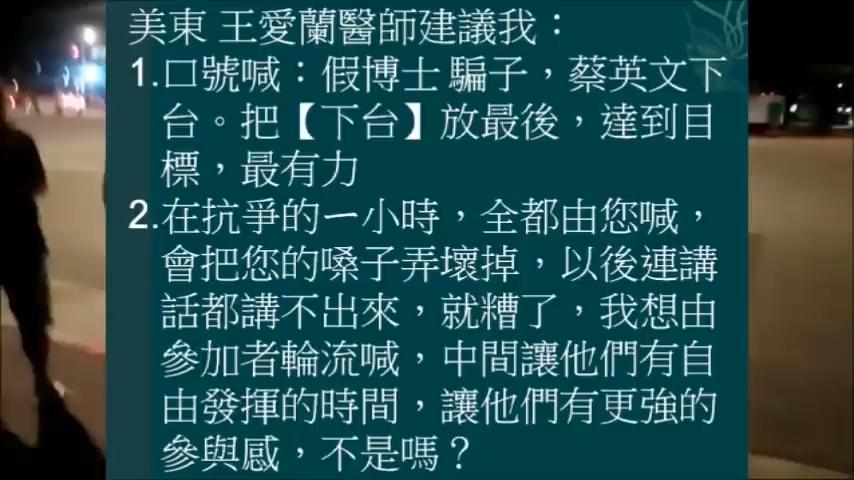 美東 王愛蘭醫師建議我：
1.口號喊：假博士 騙子，蔡英文下
台。把【下台】放最後，達到目
標，最有力
2.在抗爭的一小時，全都由您喊，
會把您的嗓子弄壞掉，以後連講
話都講不出來，就糟了，我想由
參加者輪流喊，中間讓他們有自
由發揮的時間，讓他們有更強的
參與感，不是嗎？